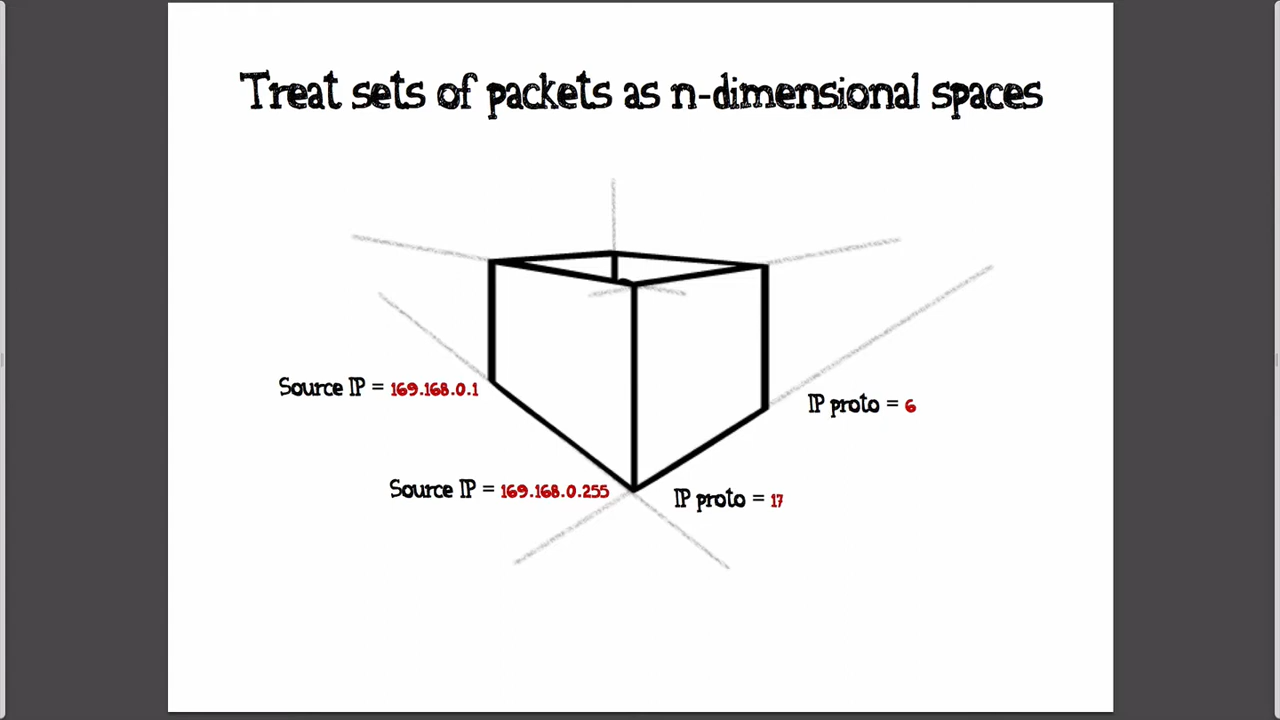 Treat sets of packets as n-dimensional spaces
Source IP = 169.168.0.1
IP proto = 6
Source IP = 169.168.0.255
IP proto = 17